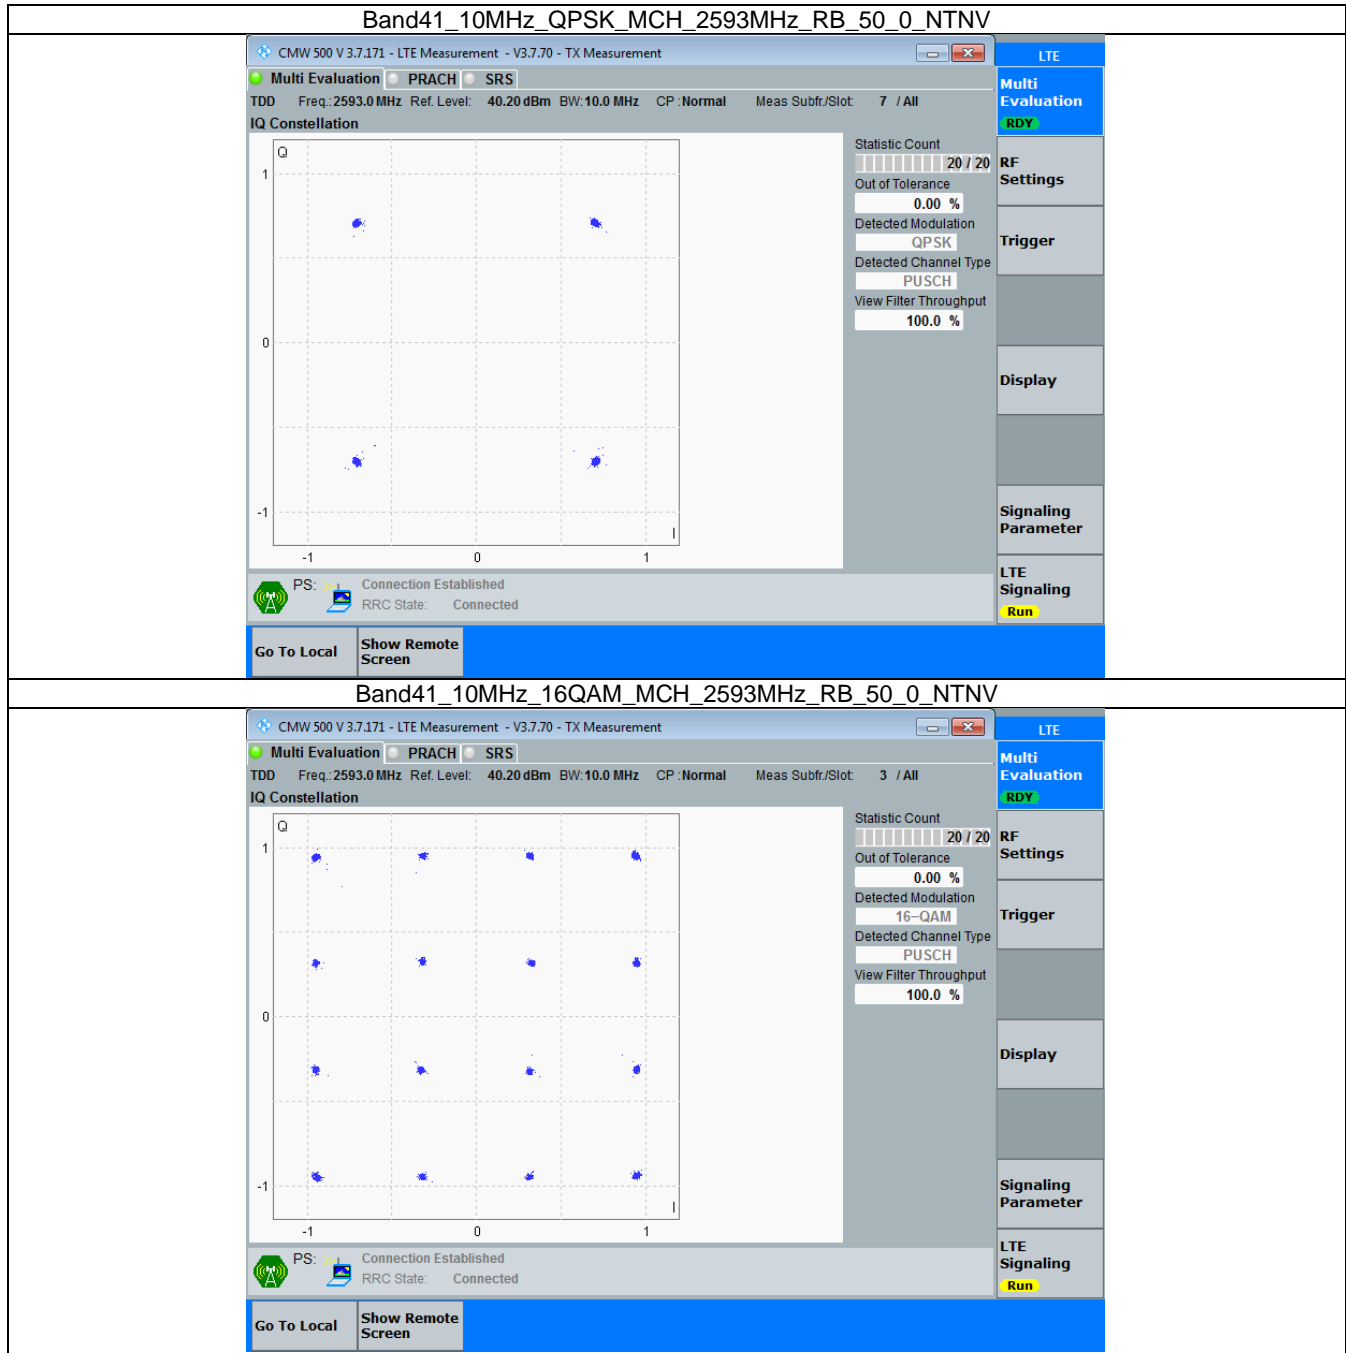 Band41_10MHz_QPSK_MCH_2593MHz_RB_50_0_NTNV
CMW 500 V 3.7.171 - LTE Measurement - V3.7.70 - TX Measurement
LTE
Multi Evaluation PRACH SRS
Multi
Evaluation
RDY
TDD Freq.: 2593.0 MHz Ref. Level: 40.20 dBm BW: 10.0 MHz CP : Normal Meas Subfr./Slot: 7 / All
IQ Constellation
Q
1
0
-1
-1 0 1
I
Statistic Count
20 / 20
Out of Tolerance
0.00 %
Detected Modulation
QPSK
Detected Channel Type
PUSCH
View Filter Throughput
100.0 %
RF
Settings
Trigger
Display
Signaling
Parameter
LTE
Signaling
Run
PS: Connection Established
RRC State: Connected
Go To Local
Show Remote
Screen
Band41_10MHz_16QAM_MCH_2593MHz_RB_50_0_NTNV
CMW 500 V 3.7.171 - LTE Measurement - V3.7.70 - TX Measurement
LTE
Multi Evaluation PRACH SRS
Multi
Evaluation
RDY
TDD Freq.: 2593.0 MHz Ref. Level: 40.20 dBm BW: 10.0 MHz CP : Normal Meas Subfr./Slot: 3 / All
IQ Constellation
Q
1
0
-1
-1 0 1
I
Statistic Count
20 / 20
Out of Tolerance
0.00 %
Detected Modulation
16-QAM
Detected Channel Type
PUSCH
View Filter Throughput
100.0 %
RF
Settings
Trigger
Display
Signaling
Parameter
LTE
Signaling
Run
PS: Connection Established
RRC State: Connected
Go To Local
Show Remote
Screen